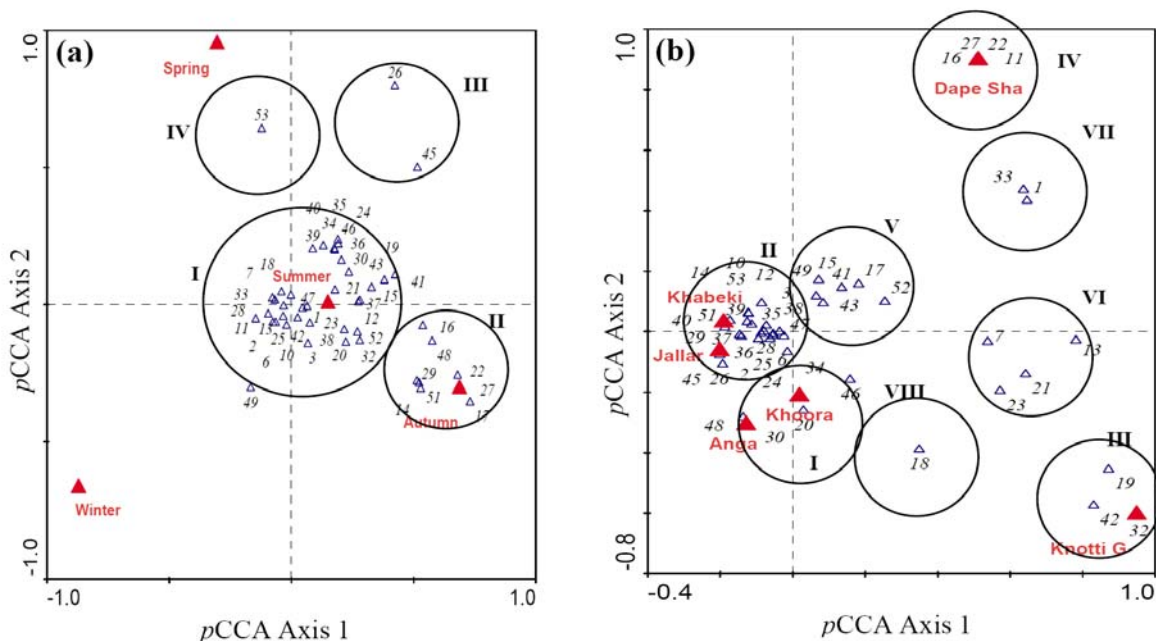 (a)
1.0
Spring
26
III
53
IV
45
40 35 24
34 46
39 36 19
30
I
18 Summer 43 41
7
33 47 21 15
28 1 37
11 13 42 23 12
2 25 38 52
6 10 3 20 32
49
II
16
48
29 22
14 51 27
Autumn 17
Winter
pCCA Axis 2
-1.0
-1.0
1.0
pCCA Axis 1
(b)
1.0
27 22
16 11
IV
Dape Sha
VII
33 1
V
II
14 10 12 49 15 41 17
53
3 52
Khabeki 39 38 43
40 51 35 47
VI
29 37 36 28 6
7 13
Jallar
45 26 2 25 24 34
21
23
46
Khoora
VIII
48 20
Anga 30
I
18
III
19
42 32
Knotti G.
pCCA Axis 2
-0.8
-0.4
1.0
pCCA Axis 1